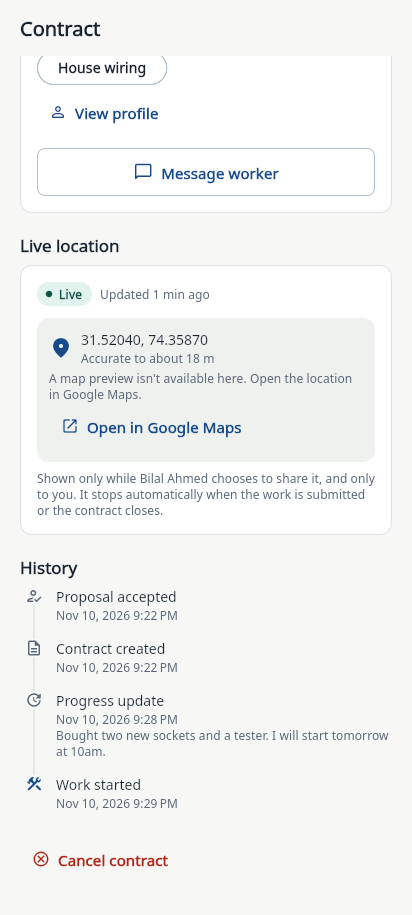 Contract
House wiring
View profile
Message worker
Live location
Live
Updated 1 min ago
31.52040, 74.35870
Accurate to about 18 m
A map preview isn't available here. Open the location
in Google Maps.
Open in Google Maps
Shown only while Bilal Ahmed chooses to share it, and only
to you. It stops automatically when the work is submitted
or the contract closes.
History
Proposal accepted
Nov 10, 2026 9:22 PM
Contract created
Nov 10, 2026 9:22 PM
Progress update
Nov 10, 2026 9:28 PM
Bought two new sockets and a tester. I will start tomorrow
at 10am.
Work started
Nov 10, 2026 9:29 PM
Cancel contract